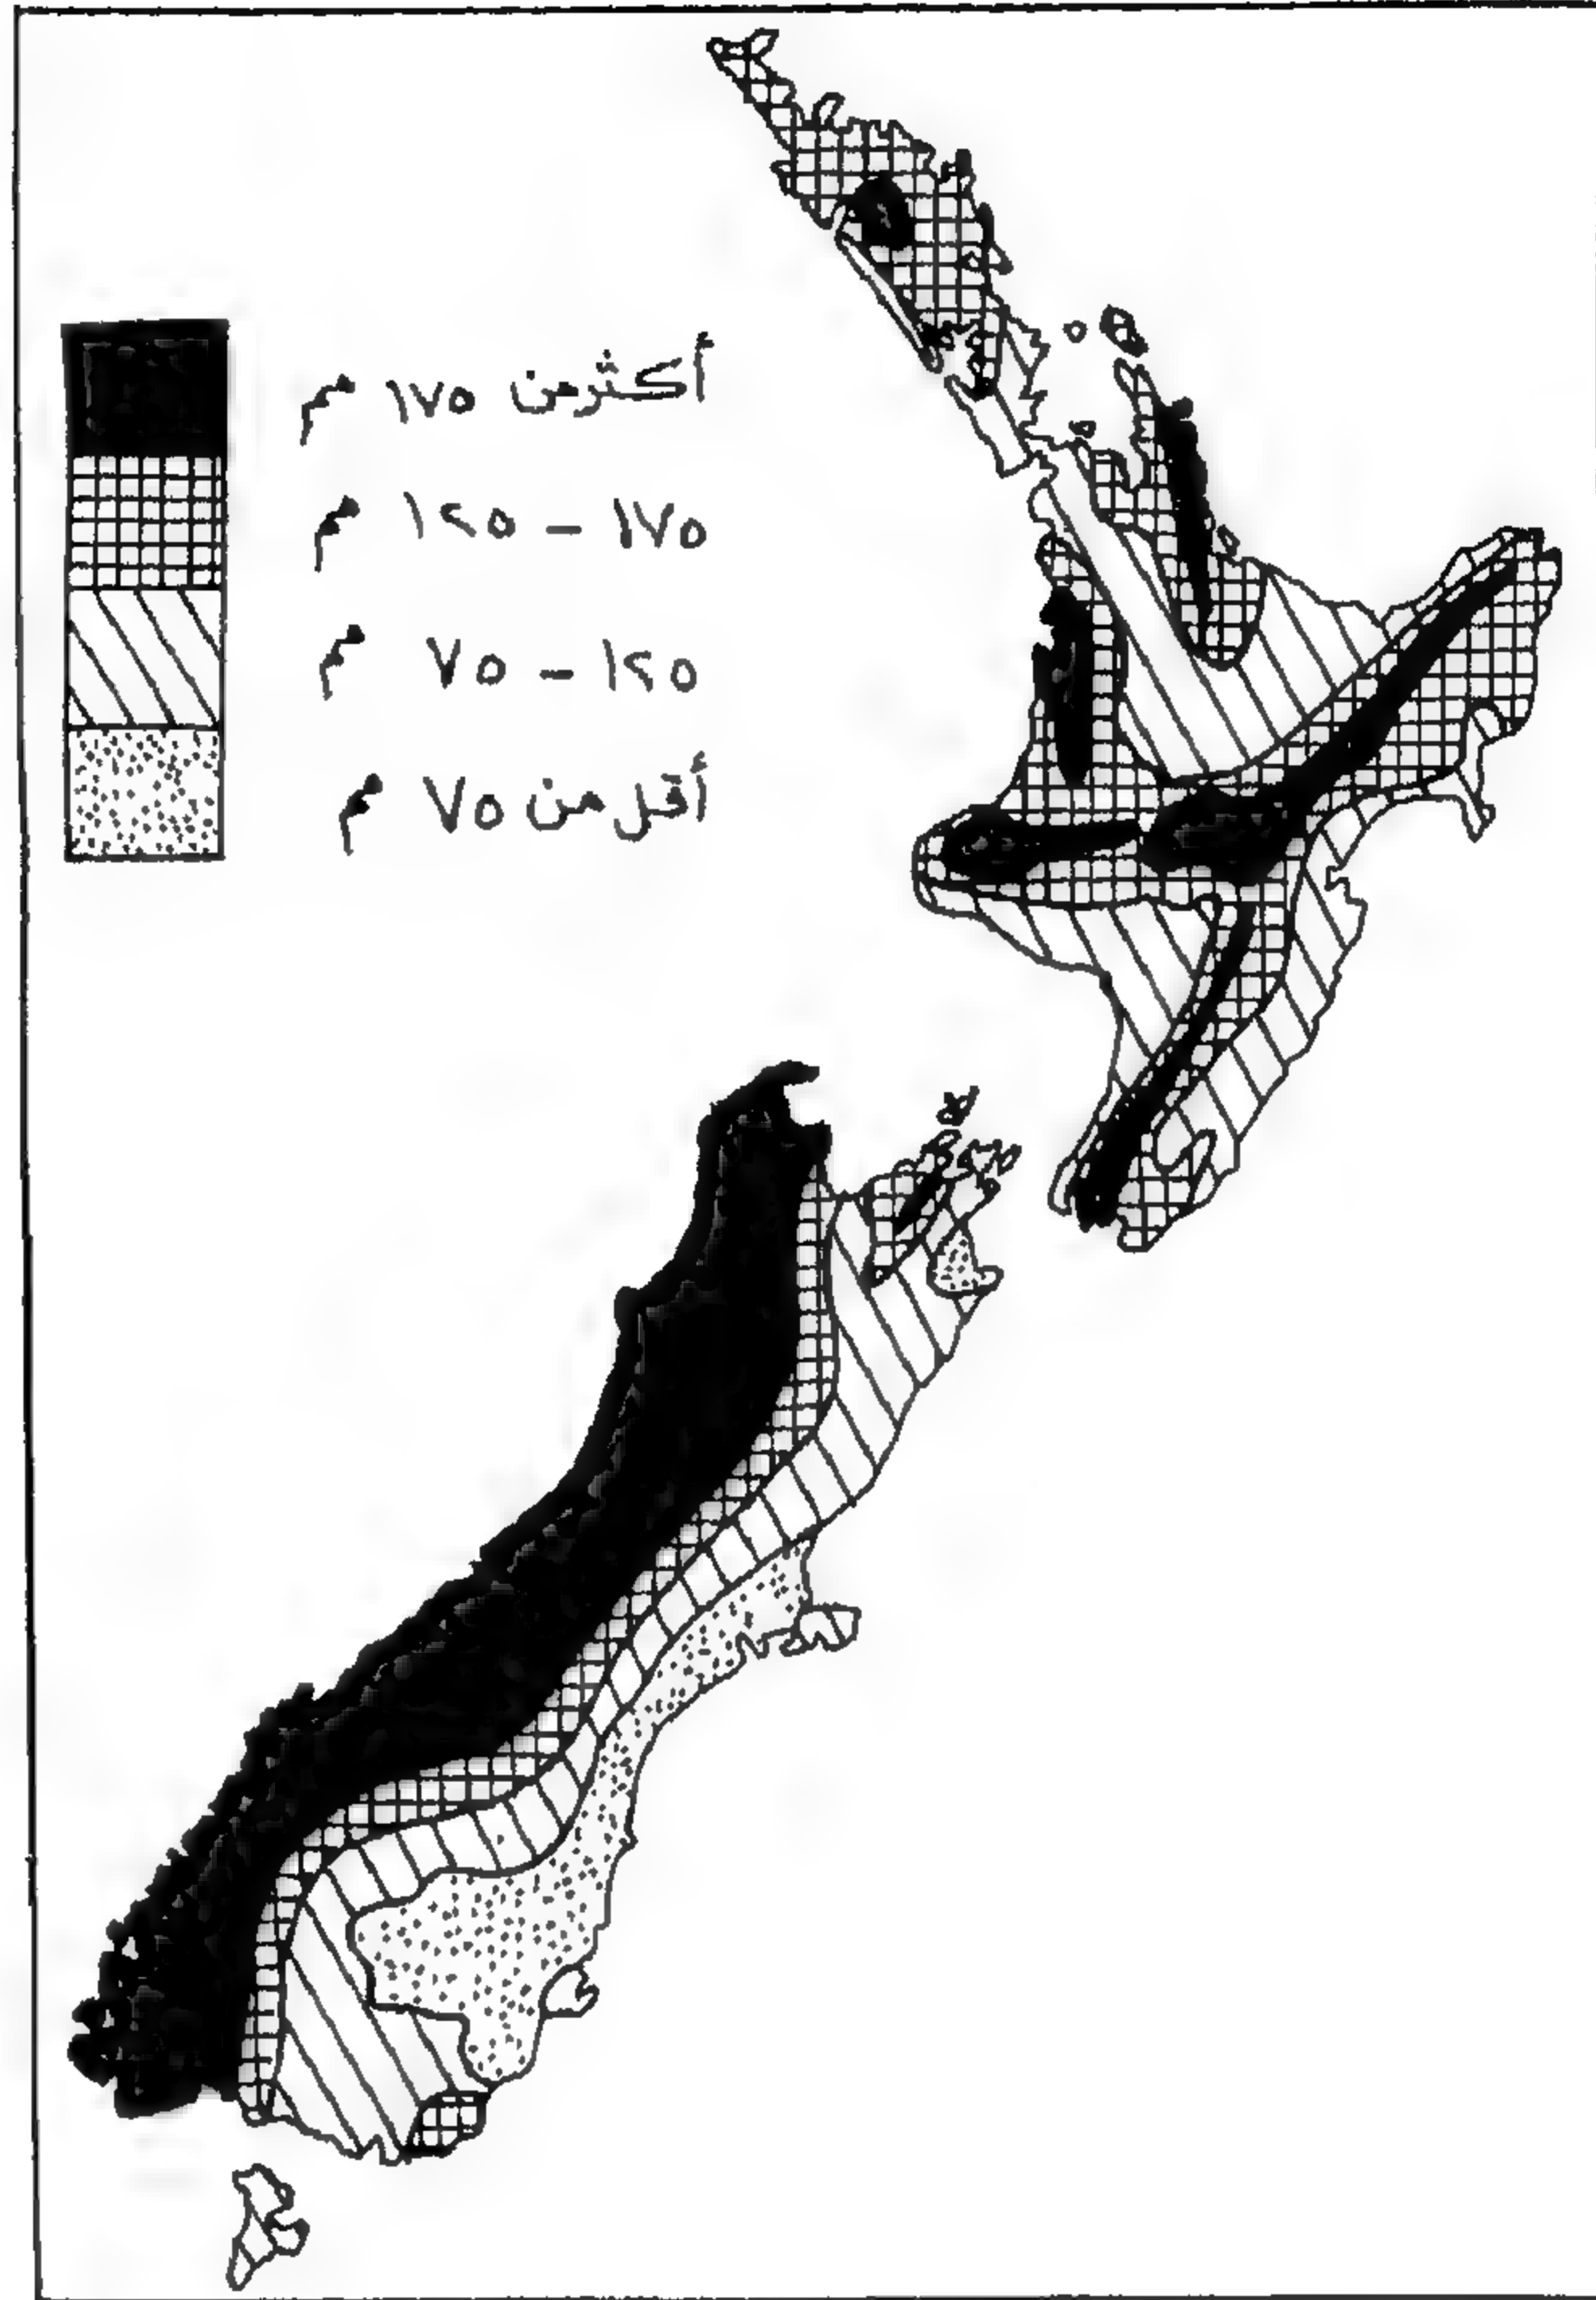 أكثر من ١٧٥ مم
١٧٥ – ١٢٥ مم
١٢٥ – ٧٥ مم
أقل من ٧٥ مم